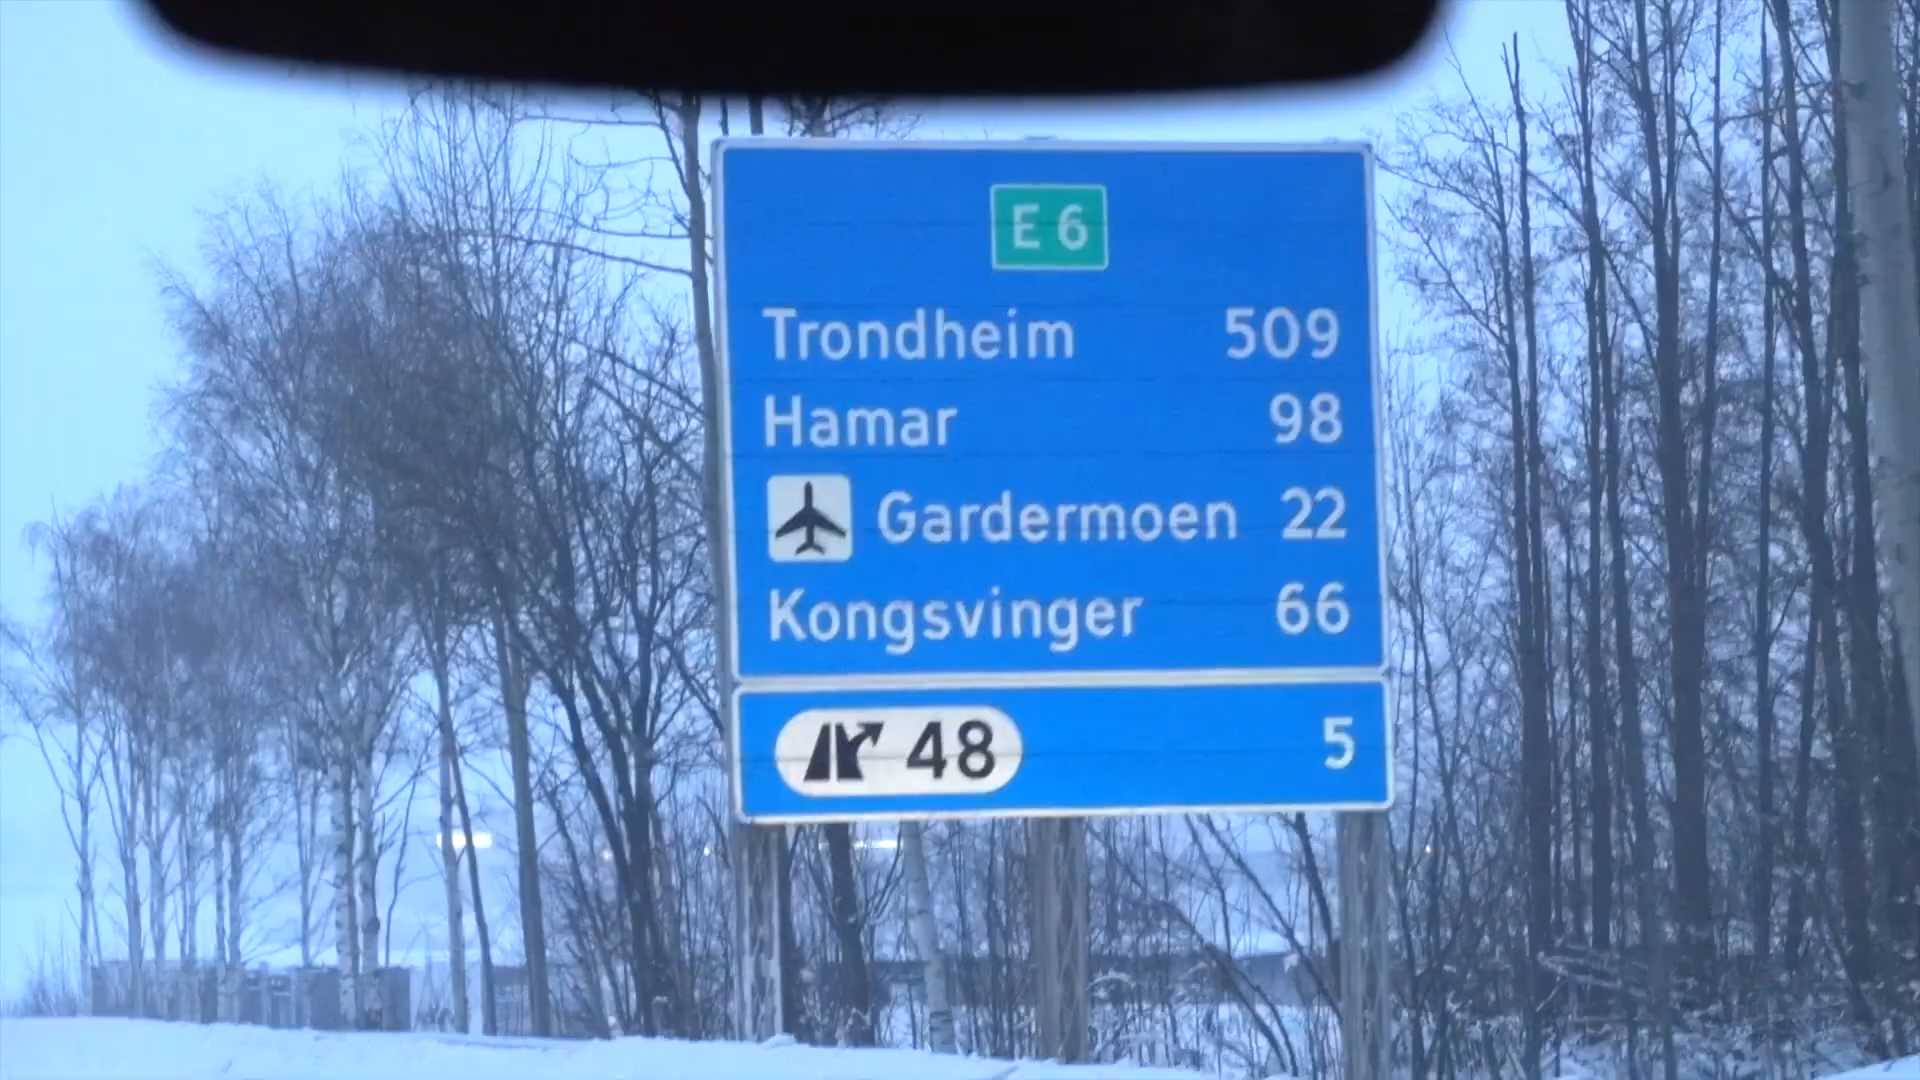 E 6
Trondheim 509
Hamar 98
Gardermoen 22
Kongsvinger 66
48 5